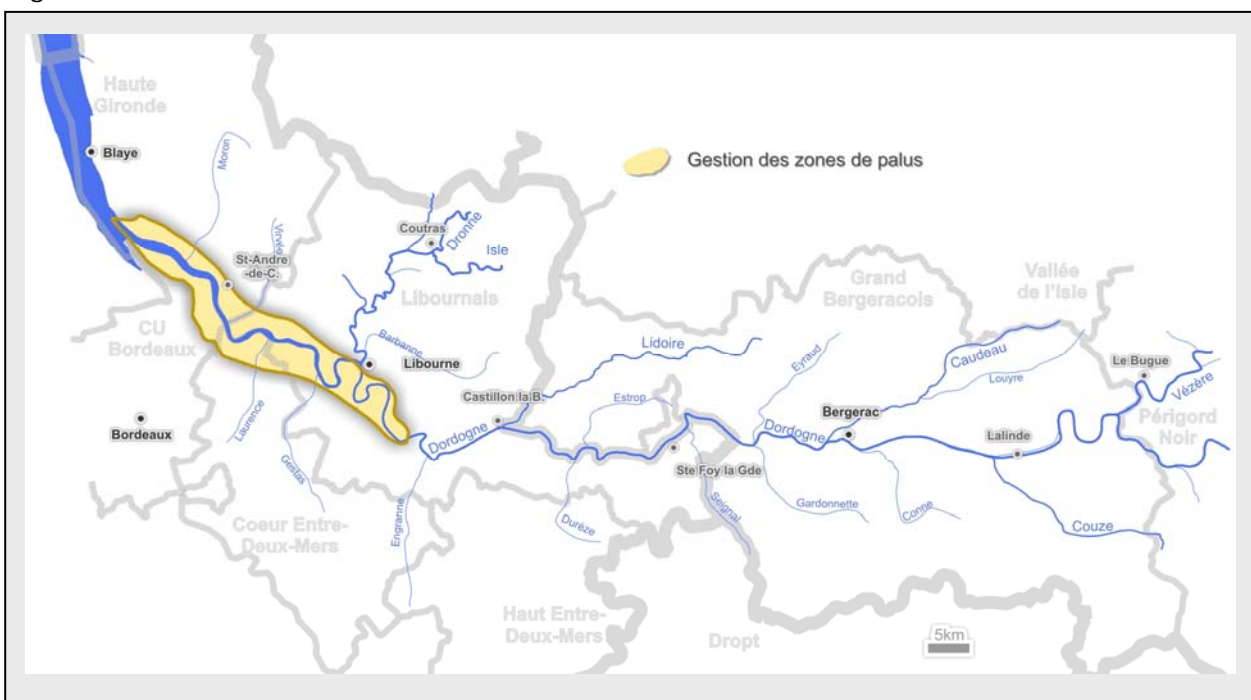 Haute
Gironde
Blaye
Moron
Gestion des zones de palus
Virvée
St-Andre
-de-C.
Coutras
Dronne
Isle
Libournais
Grand
Bergeracois
Vallée
de l'Isle
CU
Bordeaux
Barbanne
Libourne
Lidoire
Eyraud
Caudeau
Louyre
Le Bugue
Vézère
Périgord
Noir
Castillon la B.
Estrop
Bordeaux
Laurence
Gestas
Dordogne
Dordogne
Bergerac
Lalinde
Ste Foy la Gde
Seignal
Gardonnette
Conne
Couze
Engranne
Durèze
Coeur Entre-
Deux-Mers
Haut Entre-
Deux-Mers
Dropt
5km